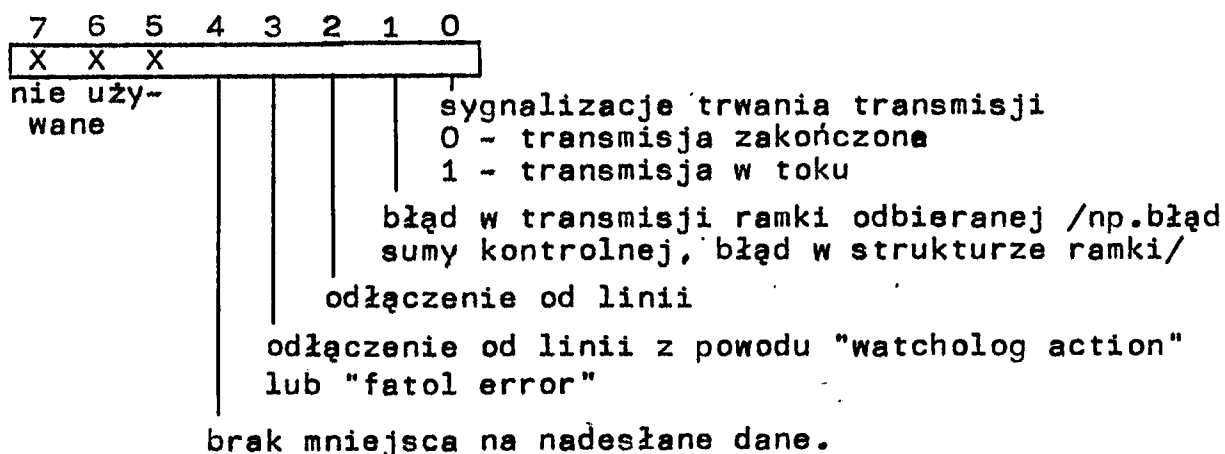 7 6 5 4 3 2 1 0
X X X
nie uży-
wane
sygnalizacje trwania transmisji
0 - transmisja zakończona
1 - transmisja w toku
błąd w transmisji ramki odbieranej /np.błąd
sumy kontrolnej, błąd w strukturze ramki/
odłączenie od linii
odłączenie od linii z powodu "watcholog action"
lub "fatol error"
brak mniejsca na nadesłane dane.